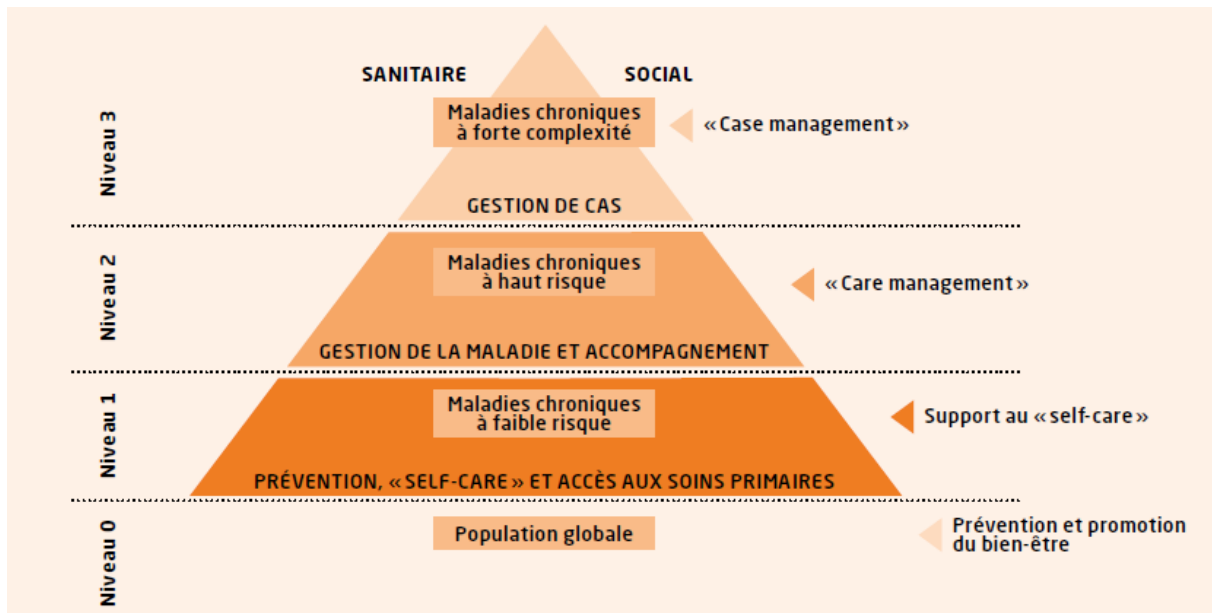 SANITAIRE SOCIAL
Niveau 3
Maladies chroniques
à forte complexité
« Case management »
GESTION DE CAS
Niveau 2
Maladies chroniques
à haut risque
« Care management »
GESTION DE LA MALADIE ET ACCOMPAGNEMENT
Niveau 1
Maladies chroniques
à faible risque
Support au « self-care »
PRÉVENTION, « SELF-CARE » ET ACCÈS AUX SOINS PRIMAIRES
Niveau 0
Population globale
Prévention et promotion
du bien-être